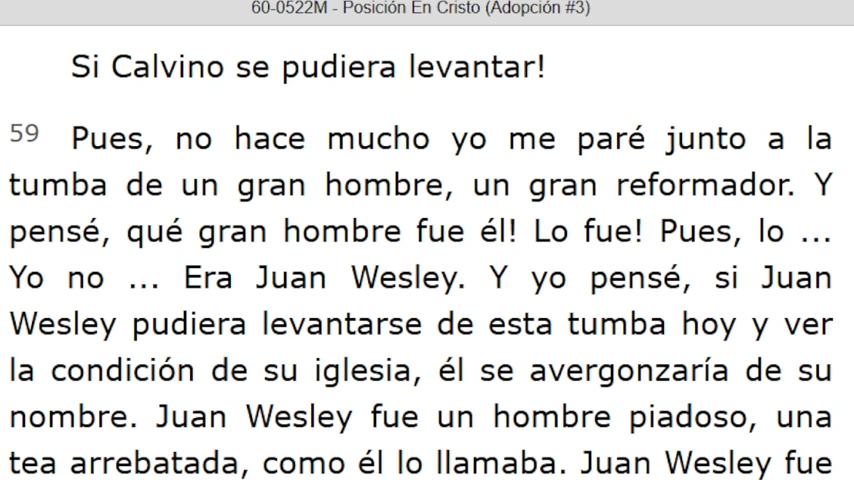 60-0522M - Posición En Cristo (Adopción #3)
Si Calvino se pudiera levantar!
59 Pues, no hace mucho yo me paré junto a la
tumba de un gran hombre, un gran reformador. Y
pensé, qué gran hombre fue él! Lo fue! Pues, lo ...
Yo no ... Era Juan Wesley. Y yo pensé, si Juan
Wesley pudiera levantarse de esta tumba hoy y ver
la condición de su iglesia, él se avergonzaría de su
nombre. Juan Wesley fue un hombre piadoso, una
tea arrebatada, como él lo llamaba. Juan Wesley fue